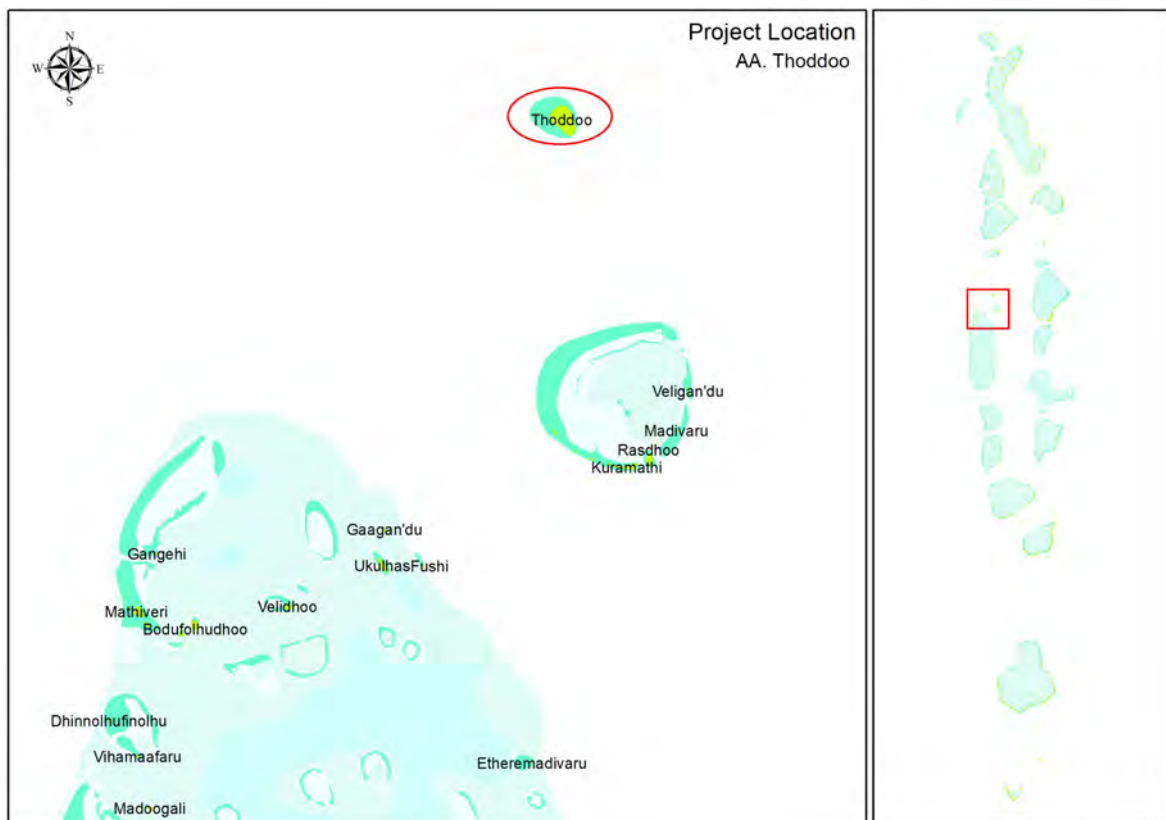 Project Location
AA. Thoddoo
N
W
E
S
Thoddoo
Veligan'du
Madivaru
Rasdhoo
Kuramathi
Gaagan'du
Gangehi
UkulhasFushi
Velidhoo
Mathiveri
Bodufolhudhoo
Dhinnolhufinolhu
Vihamaafaru
Etheremadivaru
Madoogali